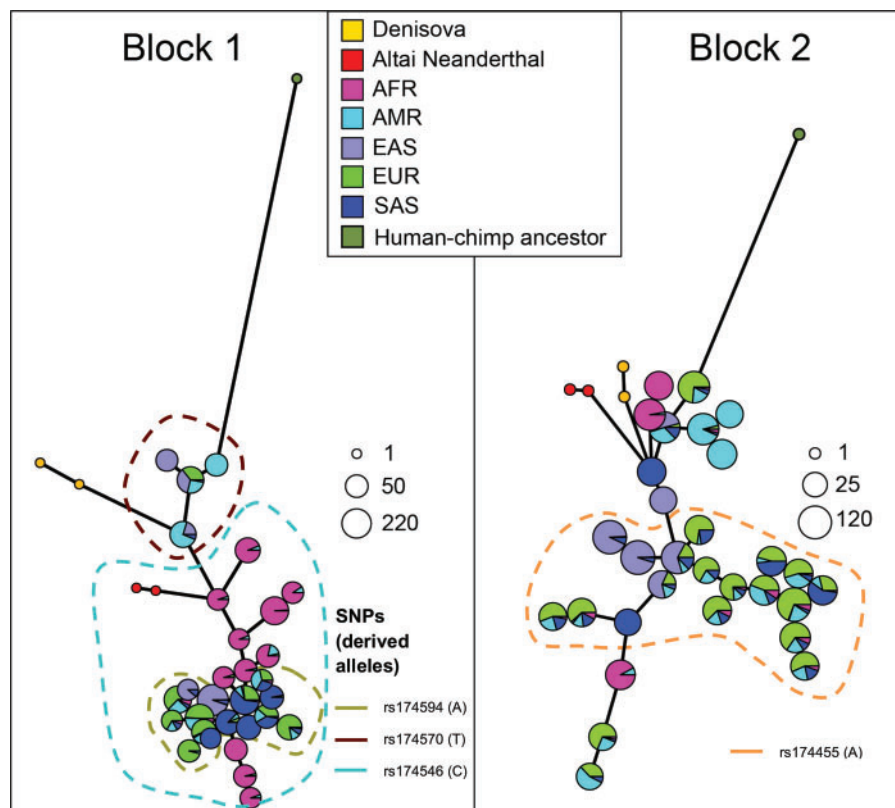 Block 1
Block 2
Denisova
Altai Neanderthal
AFR
AMR
EAS
EUR
SAS
Human-chimp ancestor
1
50
220
1
25
120
SNPs
(derived
alleles)
rs174594 (A)
rs174570 (T)
rs174546 (C)
rs174455 (A)